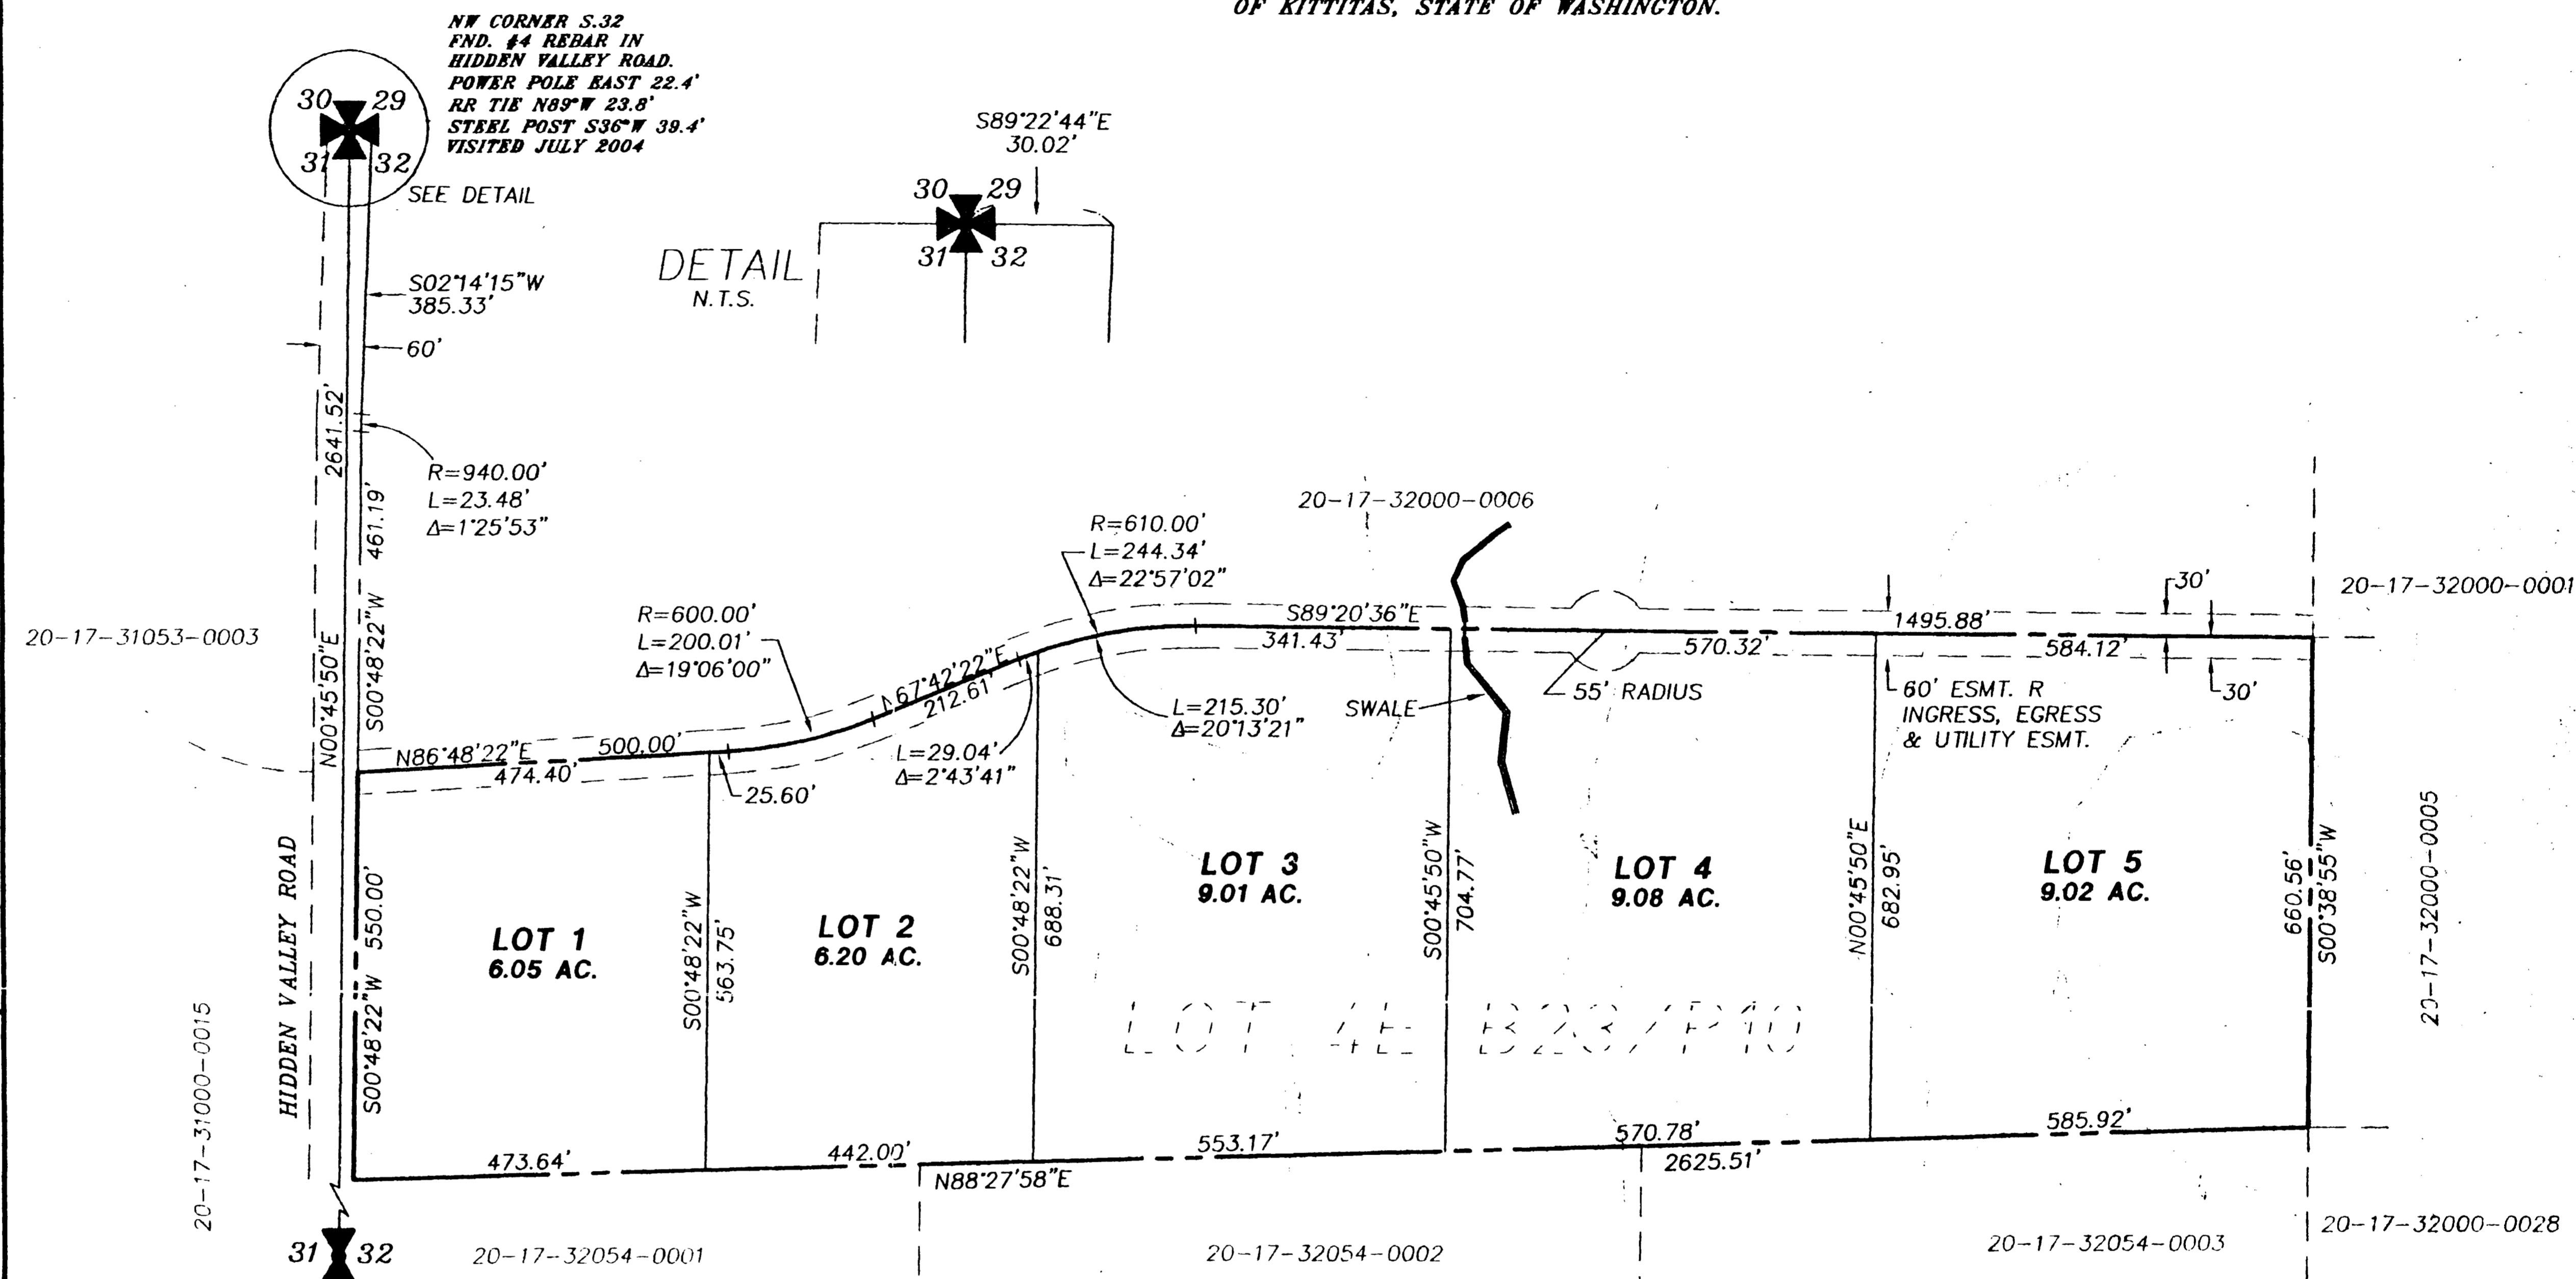 OF KITTITAS, STATE OF WASHINGTON.
NW CORNER S.32
FND. #4 REBAR IN
HIDDEN VALLEY ROAD.
POWER POLE EAST 22.4'
RR TIE N89°W 23.8'
STEEL POST S36°W 39.4'
VISITED JULY 2004
30 29
31 32
SEE DETAIL
S89°22'44"E
30.02'
30 29
31 32
DETAIL
N.T.S.
S02°14'15"W
385.33'
60'
2641.52'
N00°45'50"E
R=940.00'
L=23.48'
Δ=1°25'53"
461.19'
S00°48'22"W
20-17-32000-0006
R=610.00'
L=244.34'
Δ=22°57'02"
R=600.00'
L=200.01'
Δ=19°06'00"
20-17-31053-0003
S89°20'36"E
341.43'
1495.88'
570.32'
584.12'
30'
30'
20-17-32000-0001
67°42'22"E
212.61'
L=215.30'
Δ=20°13'21"
L=29.04'
Δ=2°43'41"
SWALE
55' RADIUS
60' ESMT. R
INGRESS, EGRESS
& UTILITY ESMT.
N86°48'22"E
500.00'
474.40'
25.60'
HIDDEN VALLEY ROAD
20-17-31000-0015
550.00'
S00°48'22"W
LOT 1
6.05 AC.
S00°48'22"W
563.75'
LOT 2
6.20 AC.
S00°48'22"W
688.31'
LOT 3
9.01 AC.
S00°45'50"W
704.77'
LOT 4
9.08 AC.
N00°45'50"E
682.95'
LOT 5
9.02 AC.
660.56'
S00°38'55"W
20-17-32000-0005
LOT 4E B23/P10
473.64'
442.00'
553.17'
570.78'
585.92'
N88°27'58"E
2625.51'
31 32
20-17-32054-0001
20-17-32054-0002
20-17-32054-0003
20-17-32000-0028